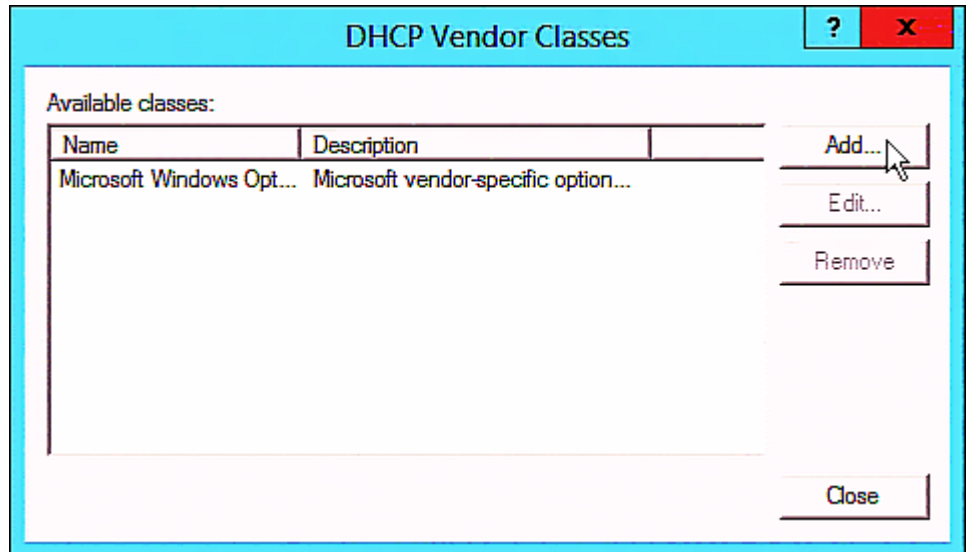 DHCP Vendor Classes ? x
Available classes:
Name Description
Add...
Microsoft Windows Opt... Microsoft vendor-specific option...
Edit...
Remove
Close